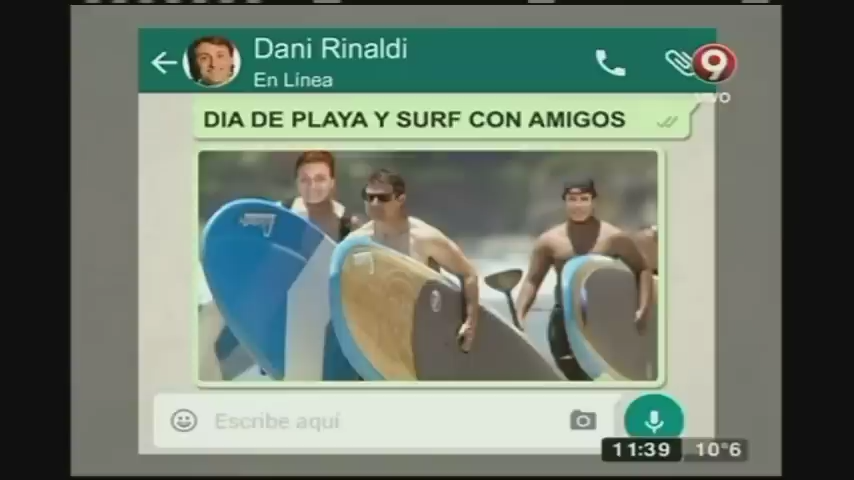 Dani Rinaldi
En Línea
9
VIVO
DIA DE PLAYA Y SURF CON AMIGOS
Escribe aquí
11:39 10°6